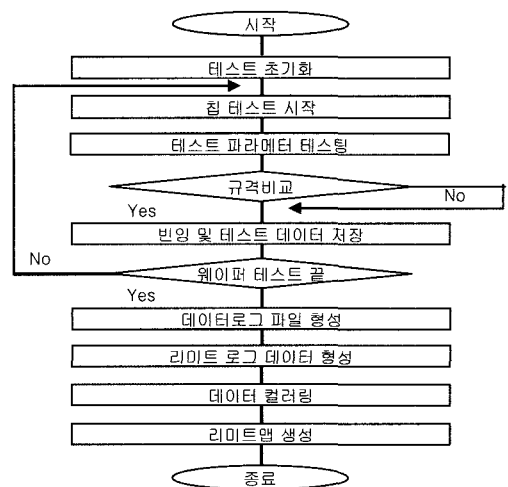 시작
테스트 초기화
칩 테스트 시작
테스트 파라메터 테스팅
규격비교
No
Yes
빈잉 및 테스트 데이터 저장
No
웨이퍼 테스트 끝
Yes
데이터로그 파일 형성
리미트 로그 데이터 형성
데이터 컬러링
리미트맵 생성
종료